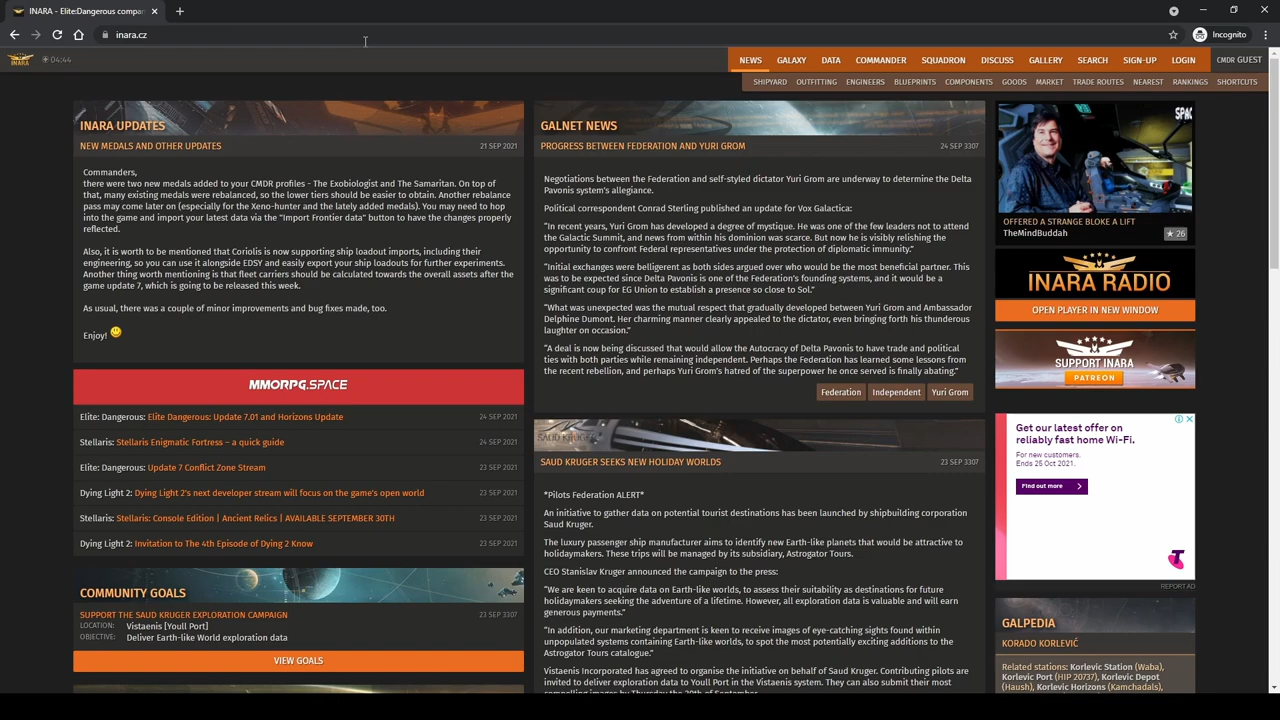 INARA - Elite:Dangerous compan
inara.cz
Incognito
INARA
04:44
NEWS GALAXY DATA COMMANDER SQUADRON DISCUSS GALLERY SEARCH SIGN-UP LOGIN CMDR GUEST
SHIPYARD OUTFITTING ENGINEERS BLUEPRINTS COMPONENTS GOODS MARKET TRADE ROUTES NEAREST RANKINGS SHORTCUTS
INARA UPDATES
NEW MEDALS AND OTHER UPDATES 21 SEP 2021
Commanders,
there were two new medals added to your CMDR profiles - The Exobiologist and The Samaritan. On top of
that, many existing medals were rebalanced, so the lower tiers should be easier to obtain. Another rebalance
pass may come later on (especially for the Xeno-hunter and the lately added medals). You may need to hop
into the game and import your latest data via the "Import Frontier data" button to have the changes properly
reflected.
Also, it is worth to be mentioned that Coriolis is now supporting ship loadout imports, including their
engineering, so you can use it alongside EDSY and easily export your ship loadouts for further experiments.
Another thing worth mentioning is that fleet carriers should be calculated towards the overall assets after the
game update 7, which is going to be released this week.
As usual, there was a couple of minor improvements and bug fixes made, too.
Enjoy!
MMORPG.SPACE
Elite: Dangerous: Elite Dangerous: Update 7.01 and Horizons Update 24 SEP 2021
Stellaris: Stellaris Enigmatic Fortress – a quick guide 24 SEP 2021
Elite: Dangerous: Update 7 Conflict Zone Stream 23 SEP 2021
Dying Light 2: Dying Light 2's next developer stream will focus on the game's open world 23 SEP 2021
Stellaris: Stellaris: Console Edition | Ancient Relics | AVAILABLE SEPTEMBER 30TH 23 SEP 2021
Dying Light 2: Invitation to The 4th Episode of Dying 2 Know 23 SEP 2021
COMMUNITY GOALS
SUPPORT THE SAUD KRUGER EXPLORATION CAMPAIGN 23 SEP 3307
LOCATION: Vistaenis [Youll Port]
OBJECTIVE: Deliver Earth-like World exploration data
VIEW GOALS
GALNET NEWS
PROGRESS BETWEEN FEDERATION AND YURI GROM 24 SEP 3307
Negotiations between the Federation and self-styled dictator Yuri Grom are underway to determine the Delta
Pavonis system's allegiance.
Political correspondent Conrad Sterling published an update for Vox Galactica:
"In recent years, Yuri Grom has developed a degree of mystique. He was one of the few leaders not to attend
the Galactic Summit, and news from within his dominion was scarce. But now he is visibly relishing the
opportunity to confront Federal representatives under the protection of diplomatic immunity."
"Initial exchanges were belligerent as both sides argued over who would be the most beneficial partner. This
was to be expected since Delta Pavonis is one of the Federation's founding systems, and it would be a
significant coup for EG Union to establish a presence so close to Sol."
"What was unexpected was the mutual respect that gradually developed between Yuri Grom and Ambassador
Delphine Dumont. Her charming manner clearly appealed to the dictator, even bringing forth his thunderous
laughter on occasion."
"A deal is now being discussed that would allow the Autocracy of Delta Pavonis to have trade and political
ties with both parties while remaining independent. Perhaps the Federation has learned some lessons from
the recent rebellion, and perhaps Yuri Grom's hatred of the superpower he once served is finally abating."
Federation Independent Yuri Grom
SAUD KRUGER
SAUD KRUGER SEEKS NEW HOLIDAY WORLDS 23 SEP 3307
*Pilots Federation ALERT*
An initiative to gather data on potential tourist destinations has been launched by shipbuilding corporation
Saud Kruger.
The luxury passenger ship manufacturer aims to identify new Earth-like planets that would be attractive to
holidaymakers. These trips will be managed by its subsidiary, Astrogator Tours.
CEO Stanislav Kruger announced the campaign to the press:
"We are keen to acquire data on Earth-like worlds, to assess their suitability as destinations for future
holidaymakers seeking the adventure of a lifetime. However, all exploration data is valuable and will earn
generous payments."
"In addition, our marketing department is keen to receive images of eye-catching sights found within
unpopulated systems containing Earth-like worlds, to spot the most potentially exciting additions to the
Astrogator Tours catalogue."
Vistaenis Incorporated has agreed to organise the initiative on behalf of Saud Kruger. Contributing pilots are
invited to deliver exploration data to Youll Port in the Vistaenis system. They can also submit their most
compelling images by Thursday the 30th of September.
SPAC
OFFERED A STRANGE BLOKE A LIFT
TheMindBuddah ★ 26
INARA RADIO
OPEN PLAYER IN NEW WINDOW
SUPPORT INARA
PATREON
Get our latest offer on
reliably fast home Wi-Fi.
For new customers.
Ends 25 Oct 2021.
Find out more
REPORT AD
GALPEDIA
KORADO KORLEVIĆ
Related stations: Korlevic Station (Waba),
Korlevic Port (HIP 20737), Korlevic Depot
(Haush), Korlevic Horizons (Kamchadals),